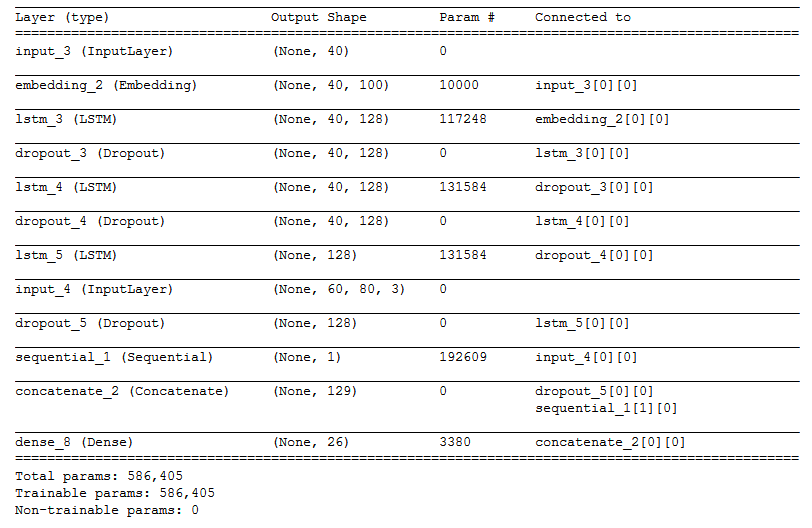 Layer (type) Output Shape Param # Connected to
==================================================================================================
input_3 (InputLayer) (None, 40) 0
embedding_2 (Embedding) (None, 40, 100) 10000 input_3[0][0]
lstm_3 (LSTM) (None, 40, 128) 117248 embedding_2[0][0]
dropout_3 (Dropout) (None, 40, 128) 0 lstm_3[0][0]
lstm_4 (LSTM) (None, 40, 128) 131584 dropout_3[0][0]
dropout_4 (Dropout) (None, 40, 128) 0 lstm_4[0][0]
lstm_5 (LSTM) (None, 128) 131584 dropout_4[0][0]
input_4 (InputLayer) (None, 60, 80, 3) 0
dropout_5 (Dropout) (None, 128) 0 lstm_5[0][0]
sequential_1 (Sequential) (None, 1) 192609 input_4[0][0]
concatenate_2 (Concatenate) (None, 129) 0 dropout_5[0][0]
sequential_1[1][0]
dense_8 (Dense) (None, 26) 3380 concatenate_2[0][0]
==================================================================================================
Total params: 586,405
Trainable params: 586,405
Non-trainable params: 0